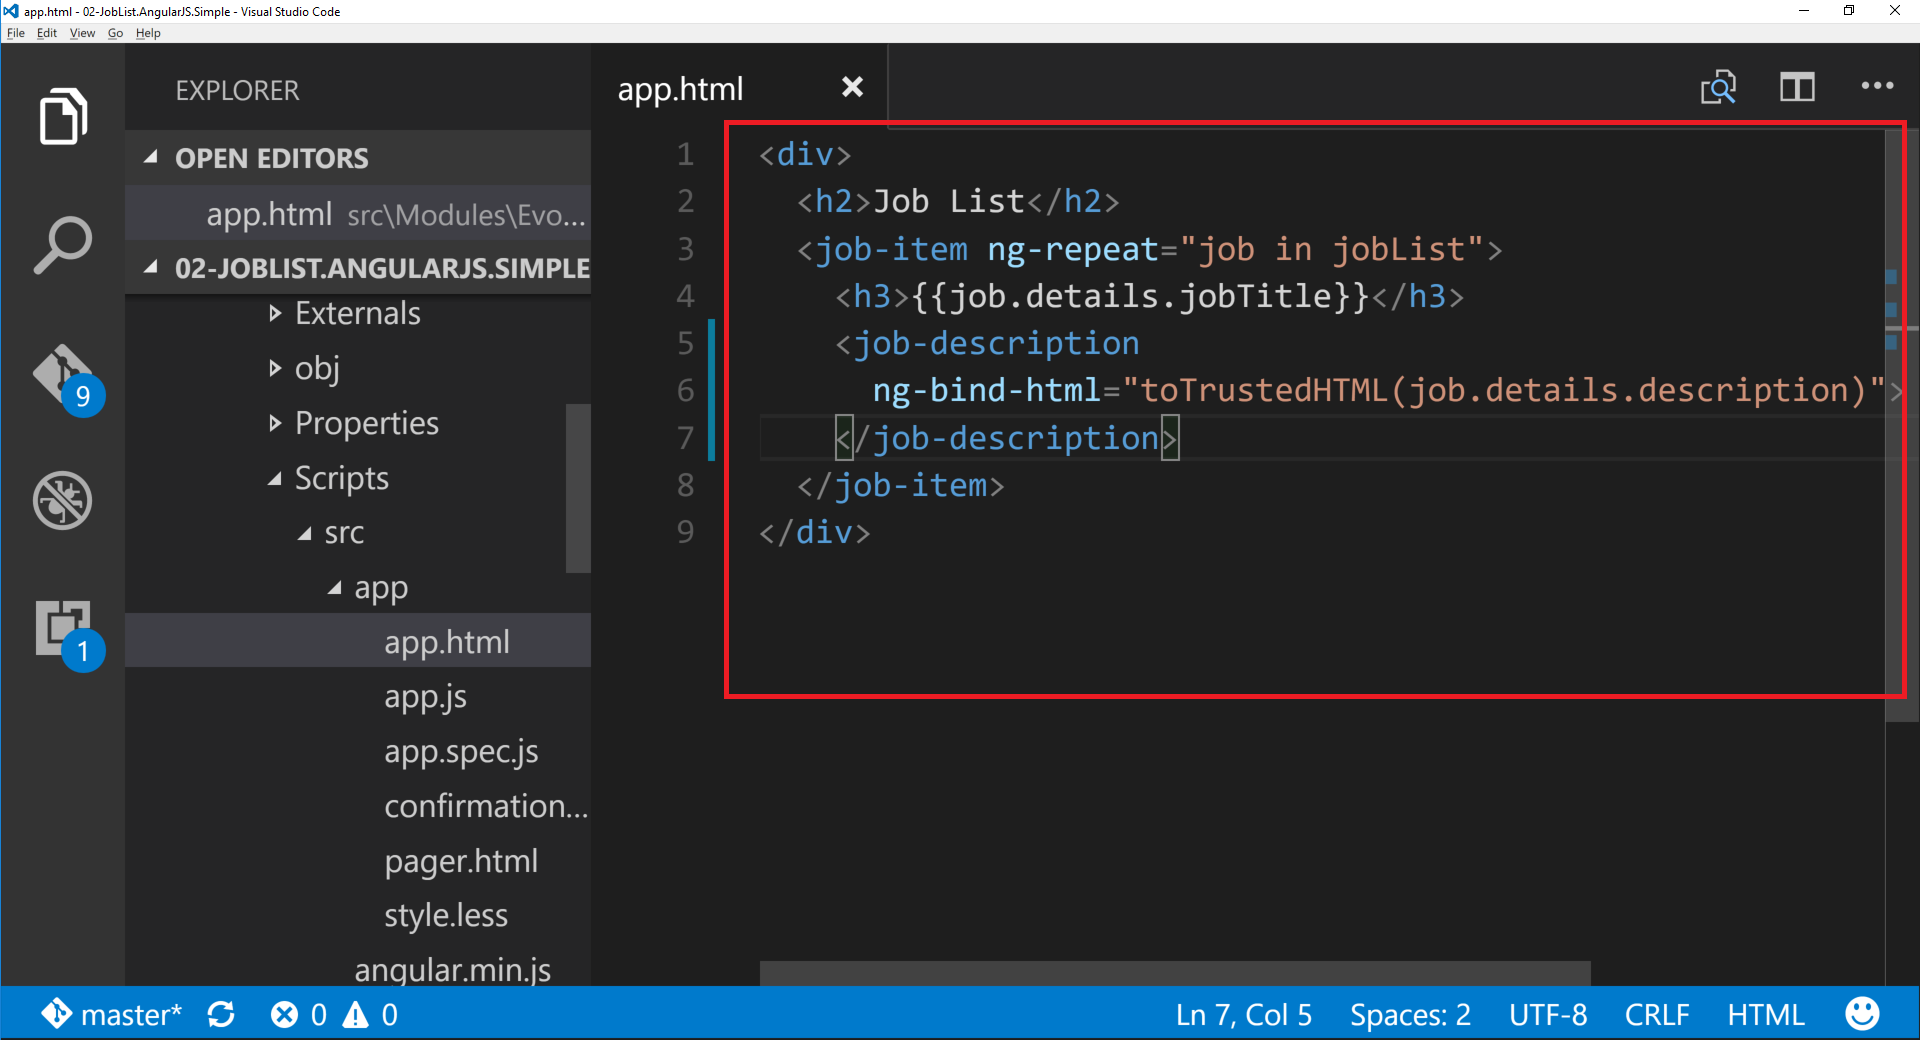 app.html - 02-JobList.AngularJS.Simple - Visual Studio Code
File Edit View Go Help
EXPLORER
OPEN EDITORS
app.html src\Modules\Evo...
02-JOBLIST.ANGULARJS.SIMPLE
Externals
obj
Properties
Scripts
src
app
app.html
app.js
app.spec.js
confirmation...
pager.html
style.less
angular.min.js
9
1
app.html
1 <div>
2 <h2>Job List</h2>
3 <job-item ng-repeat="job in jobList">
4 <h3>{{job.details.jobTitle}}</h3>
5 <job-description
6 ng-bind-html="toTrustedHTML(job.details.description)">
7 </job-description>
8 </job-item>
9 </div>
master* 0 0 Ln 7, Col 5 Spaces: 2 UTF-8 CRLF HTML